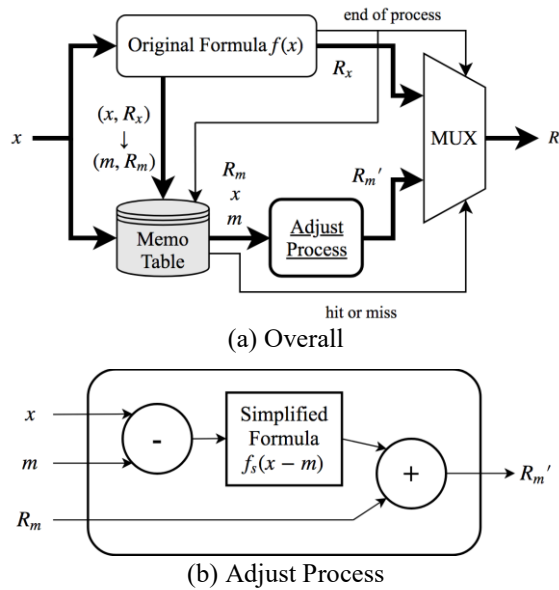 end of process
Original Formula f(x)
R_x
x
(x, R_x)
↓
(m, R_m)
R_m
x
m
R_m′
MUX
R
Memo
Table
Adjust
Process
hit or miss
(a) Overall
x
m
R_m
-
Simplified
Formula
f_s(x − m)
+
R_m′
(b) Adjust Process